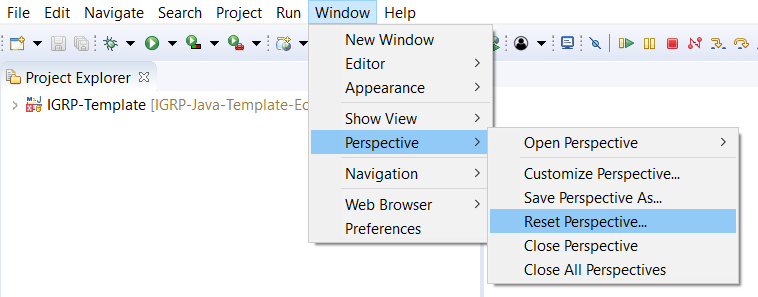 File Edit Navigate Search Project Run Window Help
Project Explorer
IGRP-Template [IGRP-Java-Template-Ec
New Window
Editor
Appearance
Show View
Perspective
Navigation
Web Browser
Preferences
Open Perspective
Customize Perspective...
Save Perspective As...
Reset Perspective...
Close Perspective
Close All Perspectives